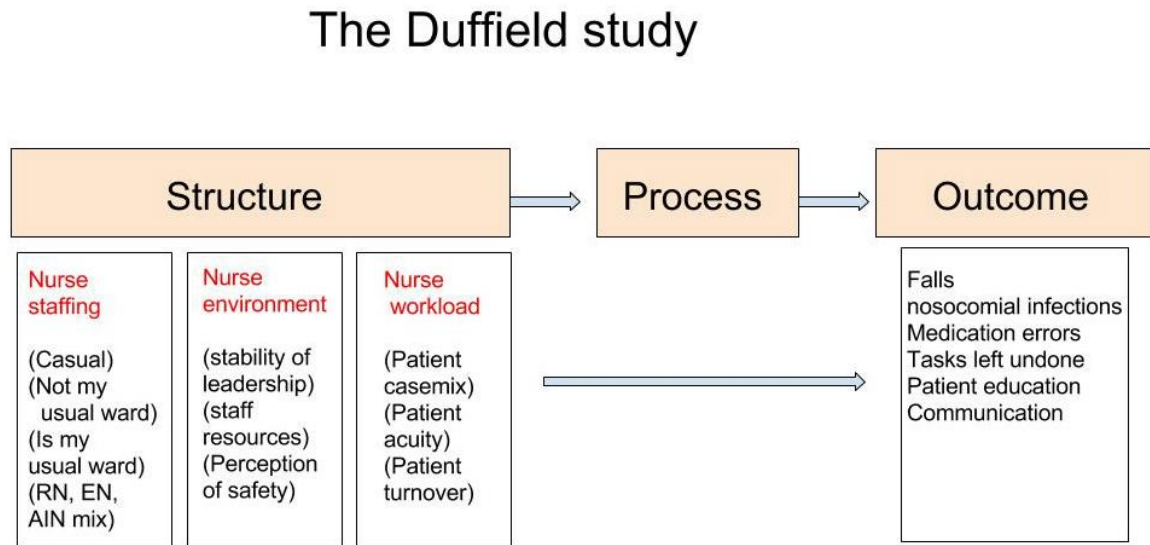 The Duffield study
Structure
Process
Outcome
Nurse
staffing
(Casual)
(Not my
usual ward)
(Is my
usual ward)
(RN, EN,
AIN mix)
Nurse
environment
(stability of
leadership)
(staff
resources)
(Perception
of safety)
Nurse
workload
(Patient
casemix)
(Patient
acuity)
(Patient
turnover)
Falls
nosocomial infections
Medication errors
Tasks left undone
Patient education
Communication